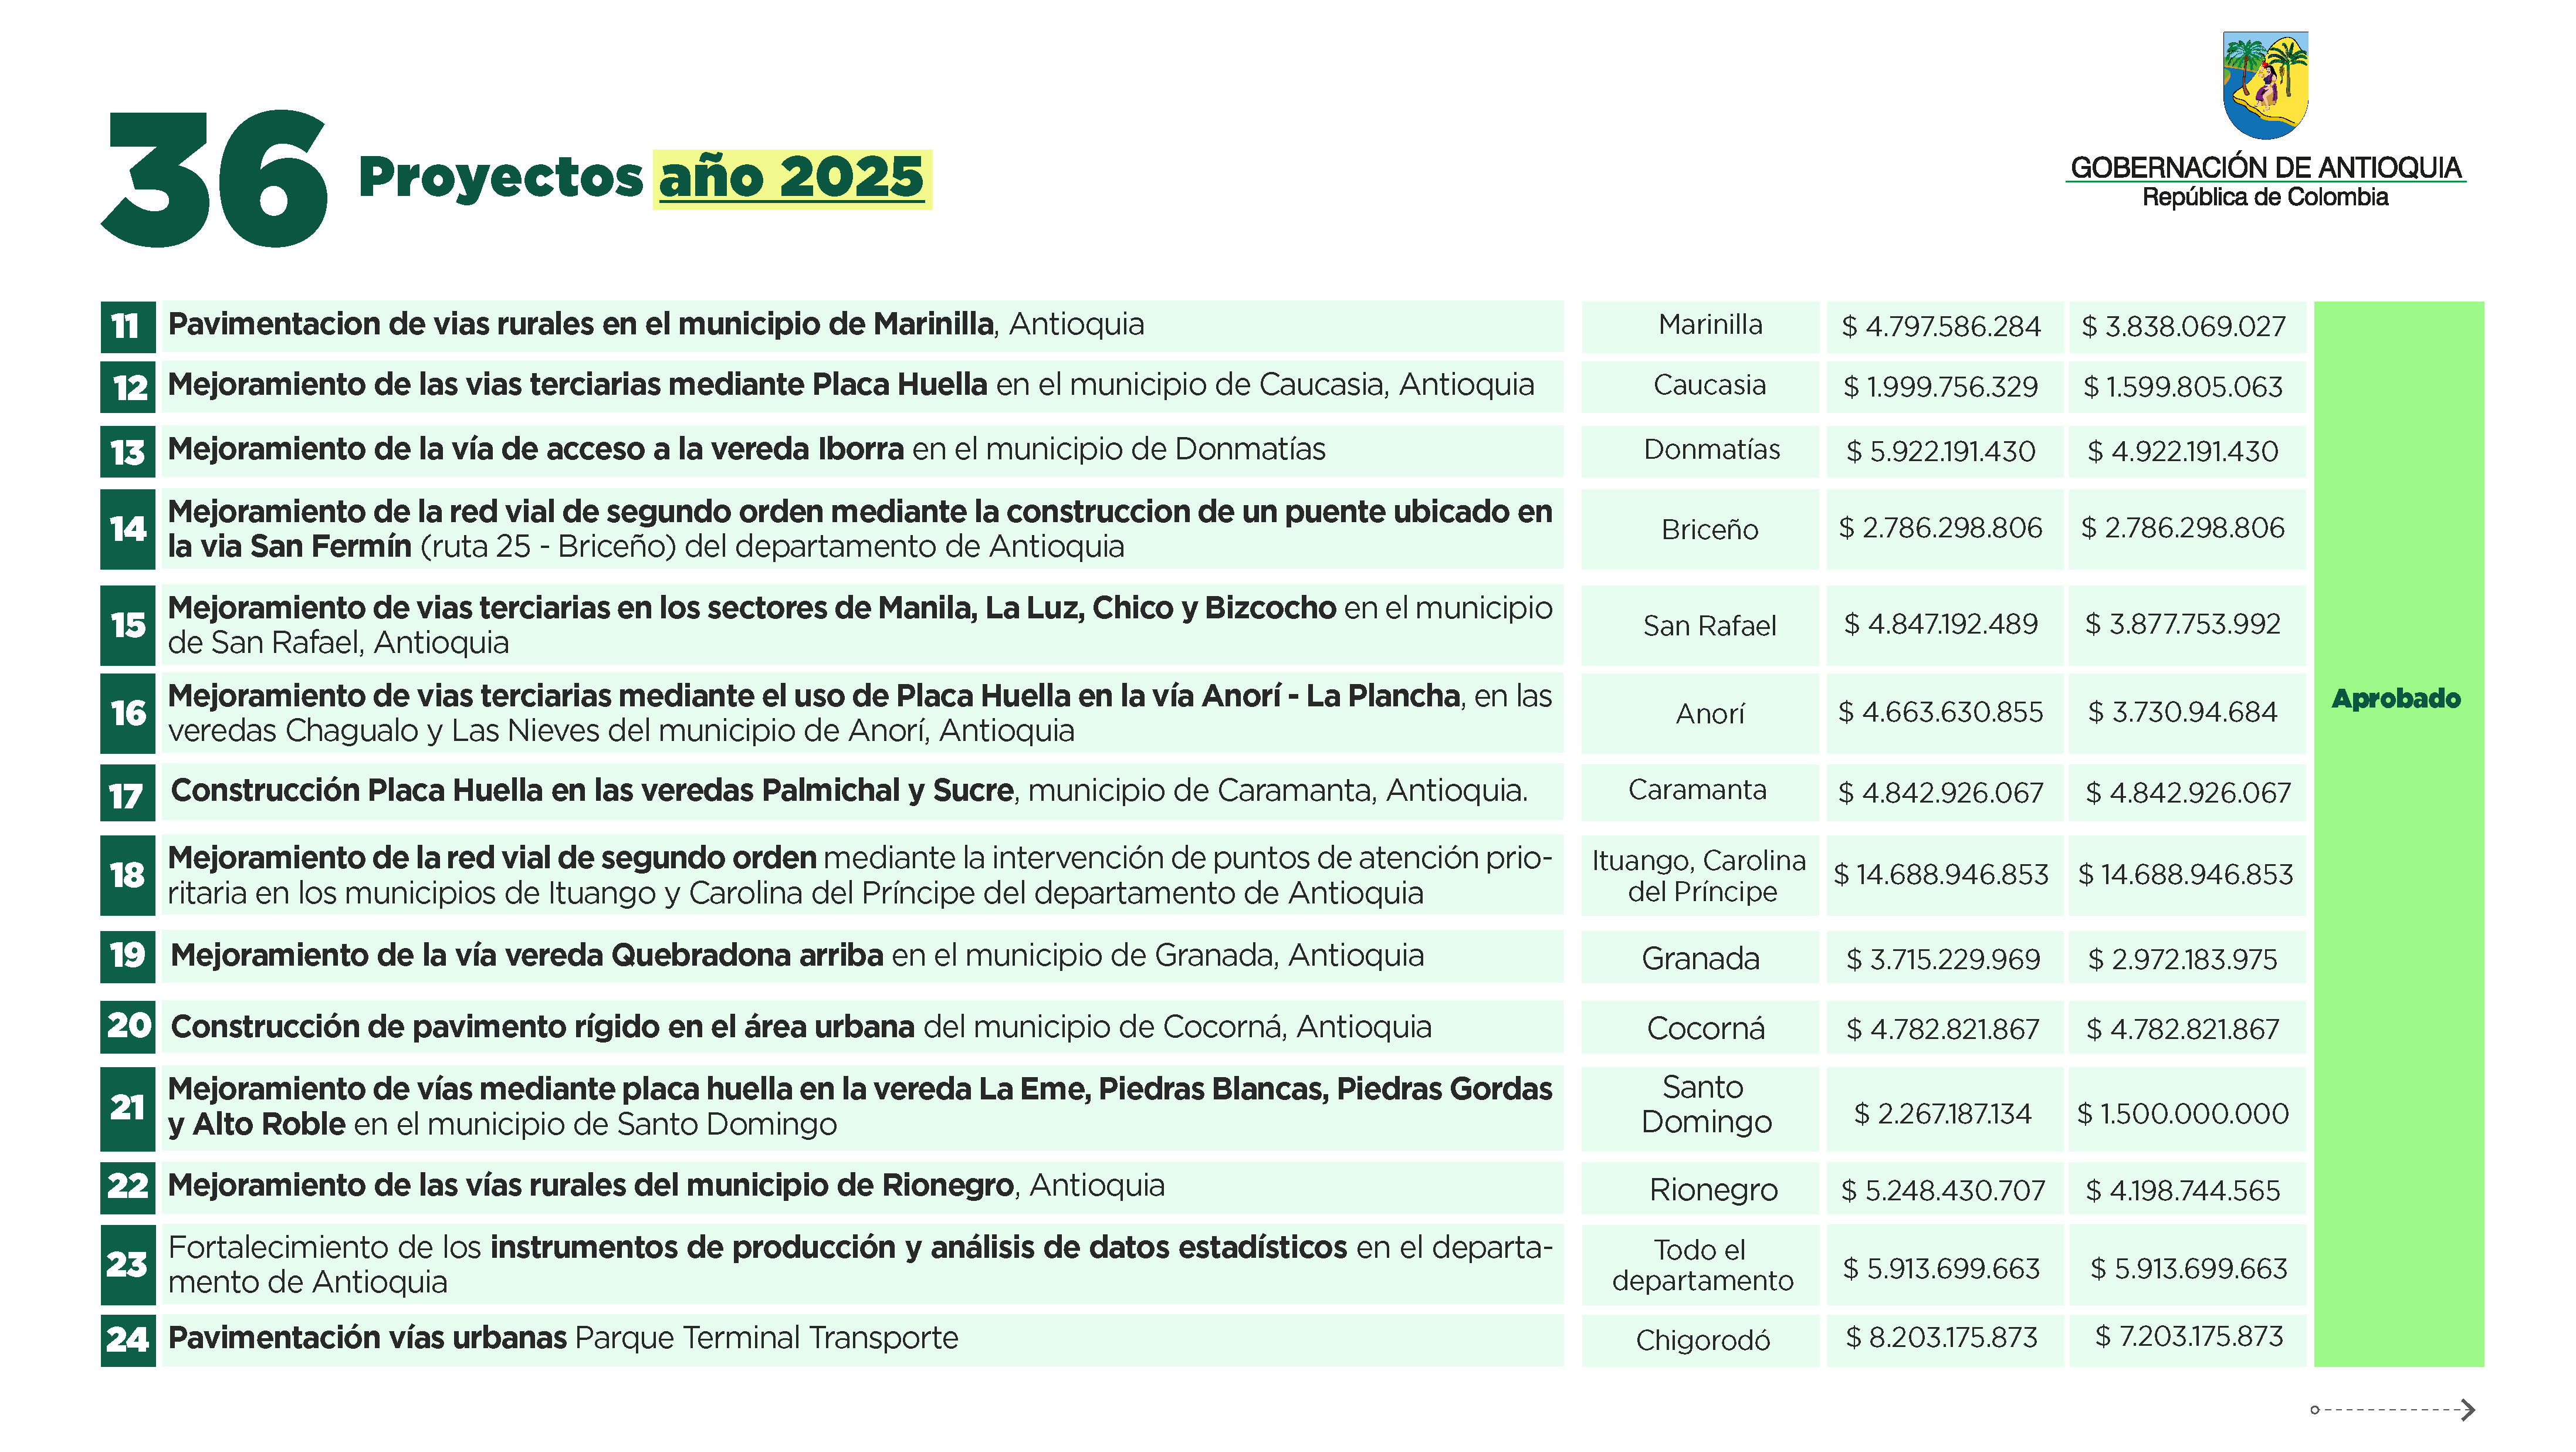 36 Proyectos año 2025
GOBERNACIÓN DE ANTIOQUIA
República de Colombia
11 Pavimentacion de vias rurales en el municipio de Marinilla, Antioquia Marinilla $ 4.797.586.284 $ 3.838.069.027
12 Mejoramiento de las vias terciarias mediante Placa Huella en el municipio de Caucasia, Antioquia Caucasia $ 1.999.756.329 $ 1.599.805.063
13 Mejoramiento de la vía de acceso a la vereda Iborra en el municipio de Donmatías Donmatías $ 5.922.191.430 $ 4.922.191.430
14 Mejoramiento de la red vial de segundo orden mediante la construccion de un puente ubicado en
la via San Fermín (ruta 25 - Briceño) del departamento de Antioquia Briceño $ 2.786.298.806 $ 2.786.298.806
15 Mejoramiento de vias terciarias en los sectores de Manila, La Luz, Chico y Bizcocho en el municipio
de San Rafael, Antioquia San Rafael $ 4.847.192.489 $ 3.877.753.992
16 Mejoramiento de vias terciarias mediante el uso de Placa Huella en la vía Anorí - La Plancha, en las
veredas Chagualo y Las Nieves del municipio de Anorí, Antioquia Anorí $ 4.663.630.855 $ 3.730.94.684
Aprobado
17 Construcción Placa Huella en las veredas Palmichal y Sucre, municipio de Caramanta, Antioquia. Caramanta $ 4.842.926.067 $ 4.842.926.067
18 Mejoramiento de la red vial de segundo orden mediante la intervención de puntos de atención prio-
ritaria en los municipios de Ituango y Carolina del Príncipe del departamento de Antioquia
Ituango, Carolina
del Príncipe
$ 14.688.946.853 $ 14.688.946.853
19 Mejoramiento de la vía vereda Quebradona arriba en el municipio de Granada, Antioquia Granada $ 3.715.229.969 $ 2.972.183.975
20 Construcción de pavimento rígido en el área urbana del municipio de Cocorná, Antioquia Cocorná $ 4.782.821.867 $ 4.782.821.867
21 Mejoramiento de vías mediante placa huella en la vereda La Eme, Piedras Blancas, Piedras Gordas
y Alto Roble en el municipio de Santo Domingo
Santo
Domingo
$ 2.267.187.134 $ 1.500.000.000
22 Mejoramiento de las vías rurales del municipio de Rionegro, Antioquia Rionegro $ 5.248.430.707 $ 4.198.744.565
23 Fortalecimiento de los instrumentos de producción y análisis de datos estadísticos en el departa-
mento de Antioquia
Todo el
departamento
$ 5.913.699.663 $ 5.913.699.663
24 Pavimentación vías urbanas Parque Terminal Transporte Chigorodó $ 8.203.175.873 $ 7.203.175.873